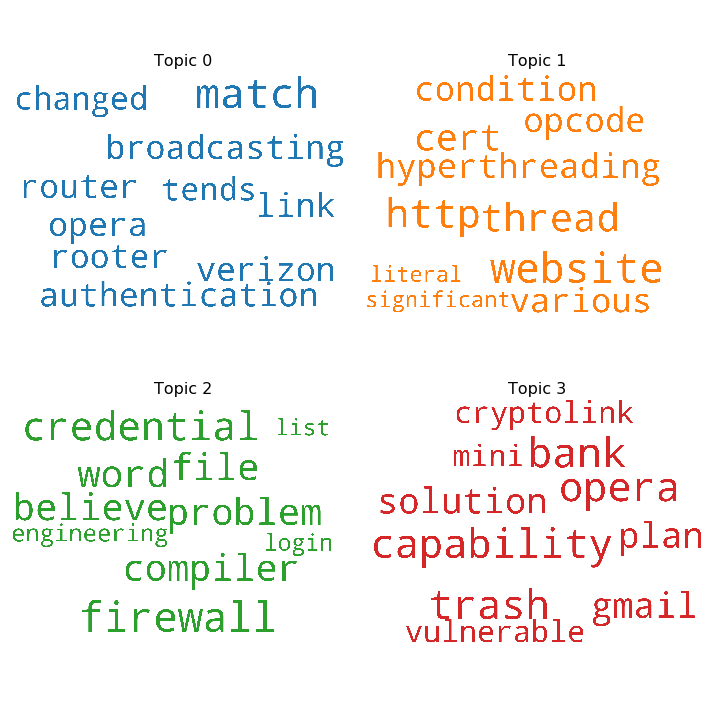 Topic 0
changed match
broadcasting
router tends link
opera
rooter verizon
authentication
Topic 1
condition
cert opcode
hyperthreading
http thread
literal website
significant various
Topic 2
credential list
word file
believe problem
engineering login
compiler
firewall
Topic 3
cryptolink
mini bank
solution opera
capability plan
trash gmail
vulnerable